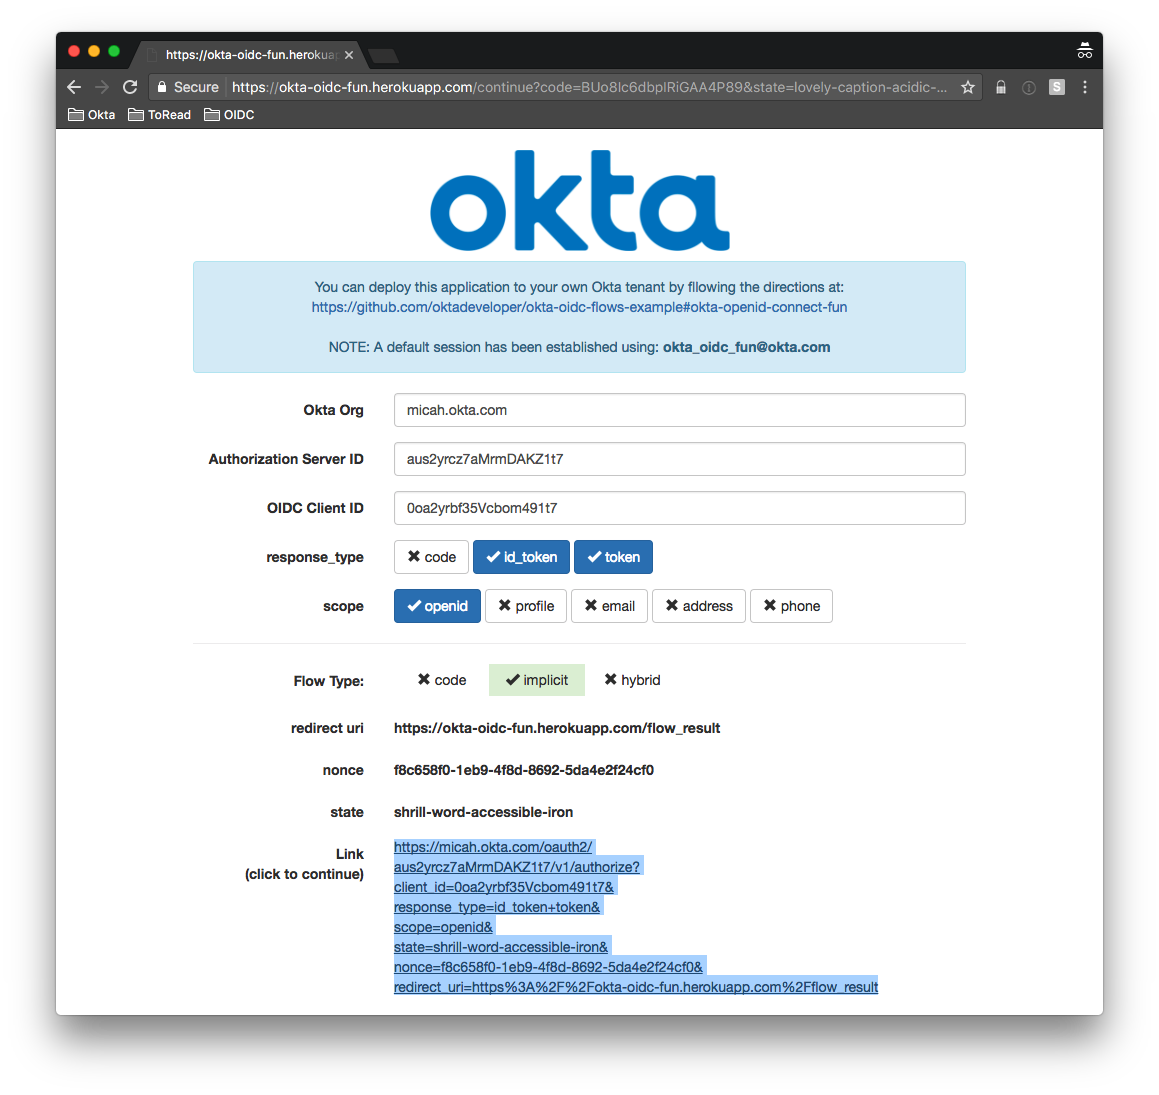 https://okta-oidc-fun.herokuap
Secure https://okta-oidc-fun.herokuapp.com/continue?code=BUo8Ic6dbpIRiGAA4P89&state=lovely-caption-acidic-...
S
Okta ToRead OIDC
okta
You can deploy this application to your own Okta tenant by fllowing the directions at:
https://github.com/oktadeveloper/okta-oidc-flows-example#okta-openid-connect-fun
NOTE: A default session has been established using: okta_oidc_fun@okta.com
Okta Org micah.okta.com
Authorization Server ID aus2yrcz7aMrmDAKZ1t7
OIDC Client ID 0oa2yrbf35Vcbom491t7
response_type code id_token token
scope openid profile email address phone
Flow Type: code implicit hybrid
redirect uri https://okta-oidc-fun.herokuapp.com/flow_result
nonce f8c658f0-1eb9-4f8d-8692-5da4e2f24cf0
state shrill-word-accessible-iron
Link
(click to continue)
https://micah.okta.com/oauth2/
aus2yrcz7aMrmDAKZ1t7/v1/authorize?
client_id=0oa2yrbf35Vcbom491t7&
response_type=id_token+token&
scope=openid&
state=shrill-word-accessible-iron&
nonce=f8c658f0-1eb9-4f8d-8692-5da4e2f24cf0&
redirect_uri=https%3A%2F%2Fokta-oidc-fun.herokuapp.com%2Fflow_result